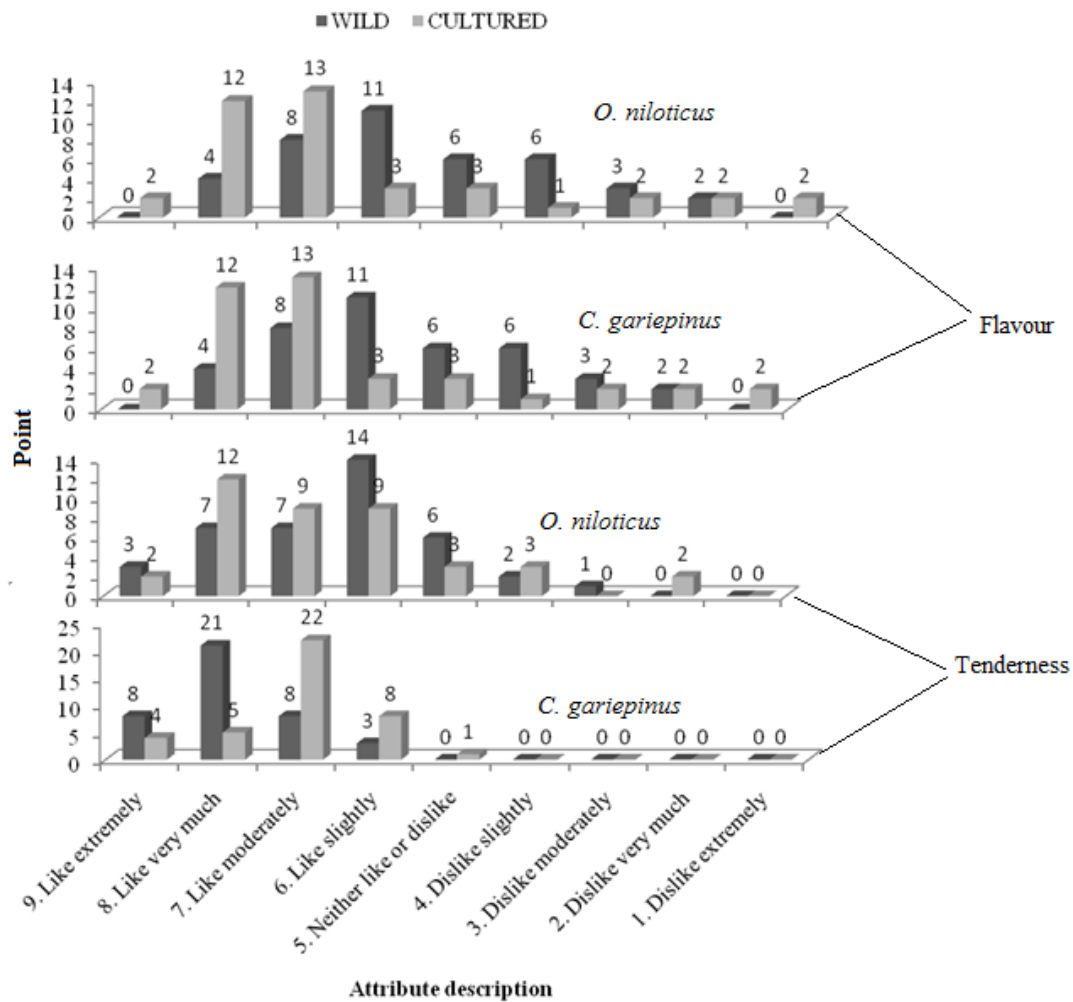 WILD CULTURED
14
12
10
8
6
4
2
0
0 2 4 12 8 13 11 3 6 3 6 1 3 2 2 2 0 2
O. niloticus
14
12
10
8
6
4
2
0
0 2 4 12 8 13 11 3 6 3 6 1 3 2 2 2 0 2
C. gariepinus
Flavour
Point
14
12
10
8
6
4
2
0
3 2 7 12 7 9 14 9 6 3 2 3 1 0 0 2 0 0
O. niloticus
25
20
15
10
5
0
8 4 21 5 8 22 3 8 0 1 0 0 0 0 0 0 0 0
C. gariepinus
Tenderness
9. Like extremely
8. Like very much
7. Like moderately
6. Like slightly
5. Neither like or dislike
4. Dislike slightly
3. Dislike moderately
2. Dislike very much
1. Dislike extremely
Attribute description